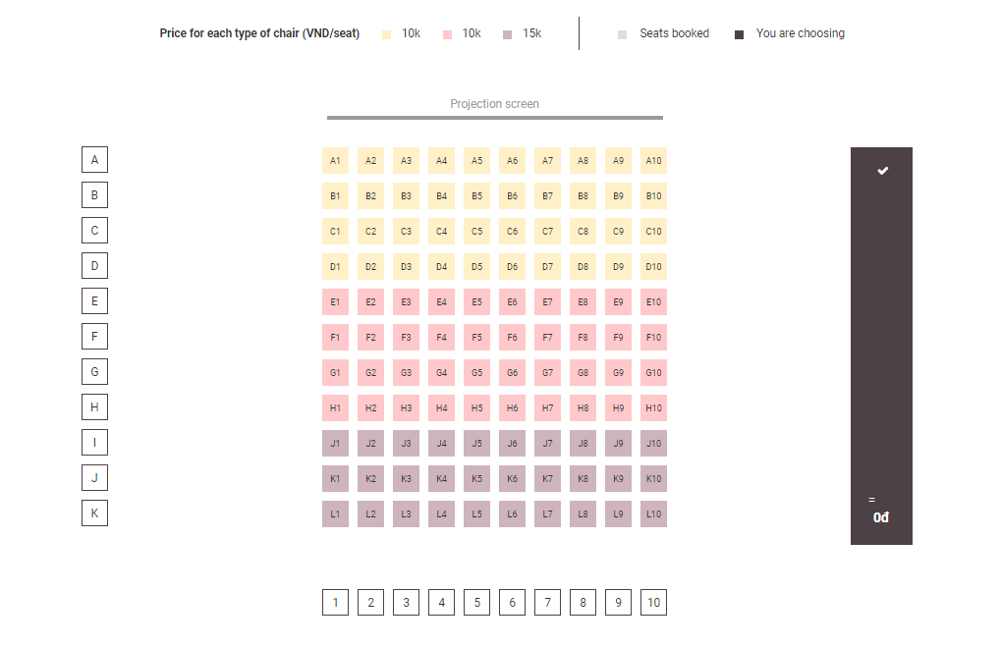 Price for each type of chair (VND/seat) 10k 10k 15k Seats booked You are choosing
Projection screen
A A1 A2 A3 A4 A5 A6 A7 A8 A9 A10
B B1 B2 B3 B4 B5 B6 B7 B8 B9 B10
C C1 C2 C3 C4 C5 C6 C7 C8 C9 C10
D D1 D2 D3 D4 D5 D6 D7 D8 D9 D10
E E1 E2 E3 E4 E5 E6 E7 E8 E9 E10
F F1 F2 F3 F4 F5 F6 F7 F8 F9 F10
G G1 G2 G3 G4 G5 G6 G7 G8 G9 G10
H H1 H2 H3 H4 H5 H6 H7 H8 H9 H10
I J1 J2 J3 J4 J5 J6 J7 J8 J9 J10
J K1 K2 K3 K4 K5 K6 K7 K8 K9 K10
K L1 L2 L3 L4 L5 L6 L7 L8 L9 L10
=
0đ
1 2 3 4 5 6 7 8 9 10